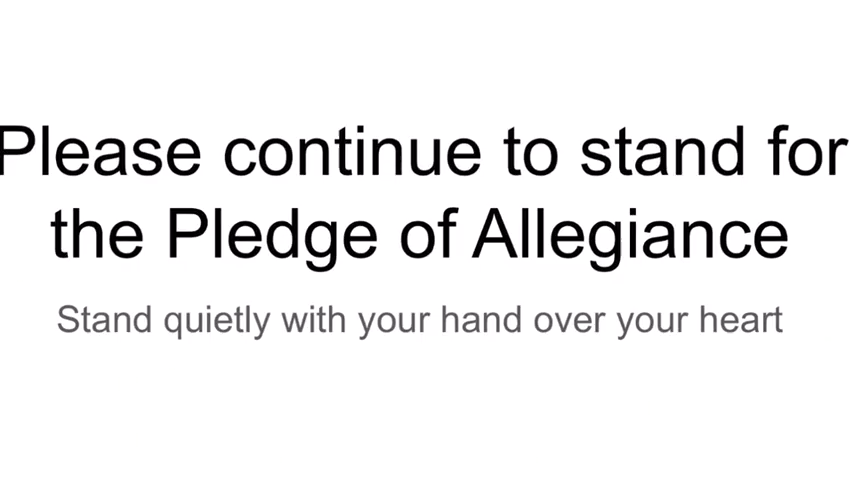 Please continue to stand for
the Pledge of Allegiance
Stand quietly with your hand over your heart